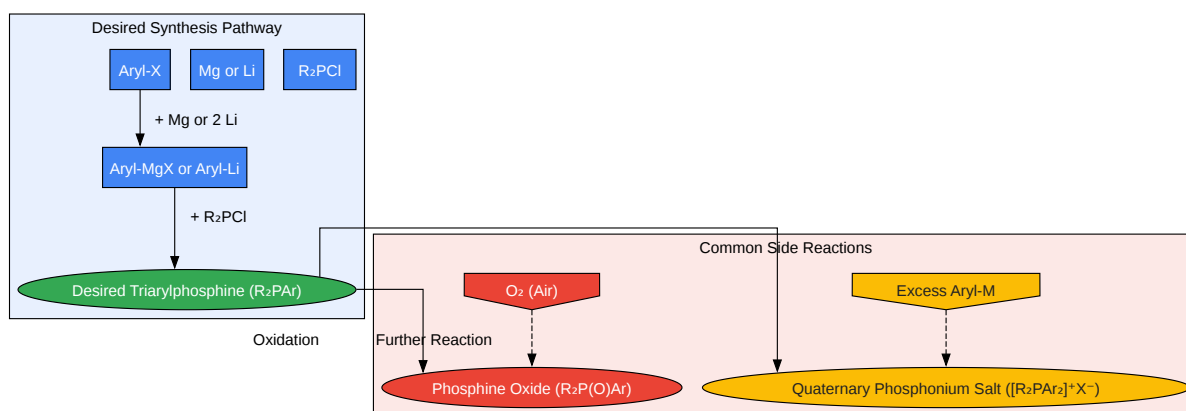 Desired Synthesis Pathway
Aryl-X
Mg or Li
R₂PCl
+ Mg or 2 Li
Aryl-MgX or Aryl-Li
+ R₂PCl
Desired Triarylphosphine (R₂PAr)
Common Side Reactions
O₂ (Air)
Excess Aryl-M
Oxidation
Further Reaction
Phosphine Oxide (R₂P(O)Ar)
Quaternary Phosphonium Salt ([R₂PAr₂]⁺X⁻)